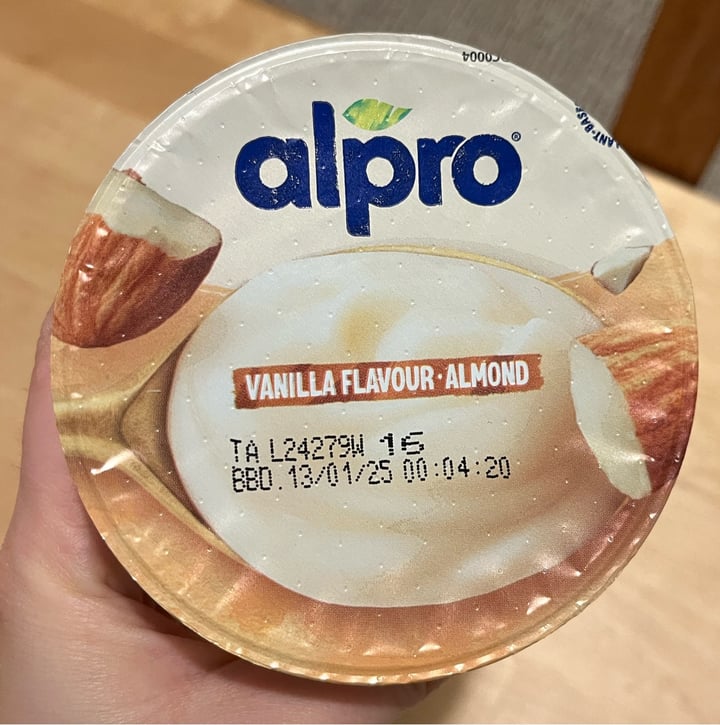 alpro®
VANILLA FLAVOUR·ALMOND
TA L24279W 16
BBD. 13/01/25 00:04:20